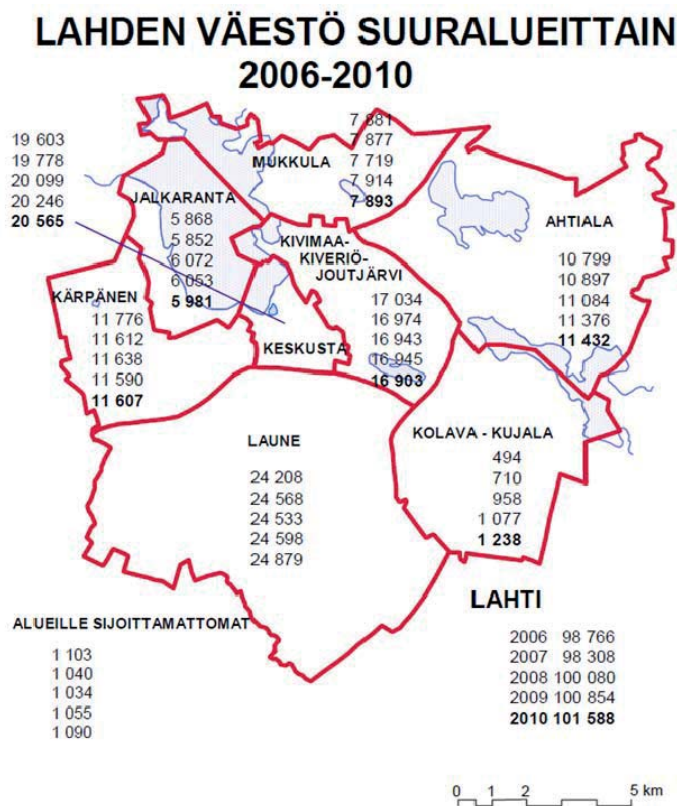 LAHDEN VÄESTÖ SUURALUEITTAIN
2006-2010
19 603
19 778
20 099
20 246
20 565
MUKKULA
7 881
7 877
7 719
7 914
7 893
JALKARANTA
5 868
5 852
6 072
6 053
5 981
AHTIALA
10 799
10 897
11 084
11 376
11 432
KIVIMAA-
KIVERIÖ-
JOUTJÄRVI
17 034
16 974
16 943
16 945
16 903
KÄRPÄNEN
11 776
11 612
11 638
11 590
11 607
KESKUSTA
LAUNE
24 208
24 568
24 533
24 598
24 879
KOLAVA - KUJALA
494
710
958
1 077
1 238
ALUEILLE SIJOITTAMATTOMAT
1 103
1 040
1 034
1 055
1 090
LAHTI
2006 98 766
2007 98 308
2008 100 080
2009 100 854
2010 101 588
0 1 2 5 km